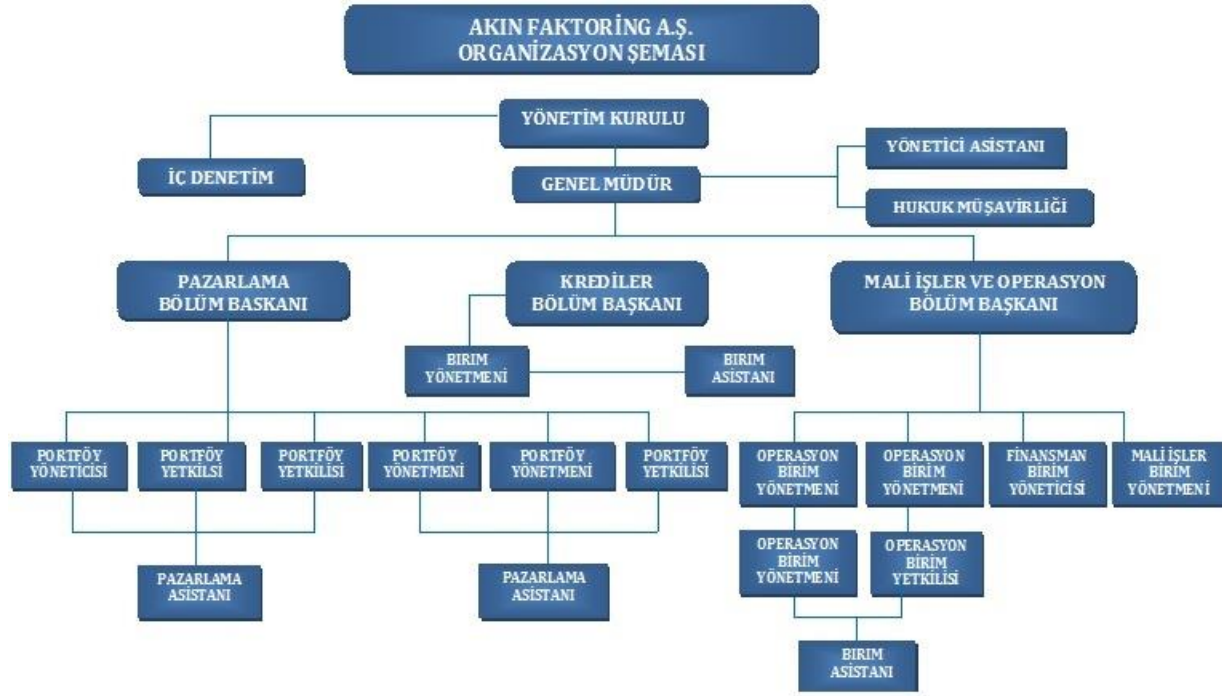 AKIN FAKTORİNG A.Ş.
ORGANİZASYON ŞEMASI
YÖNETİM KURULU
YÖNETİCİ ASİSTANI
İÇ DENETİM
GENEL MÜDÜR
HUKUK MÜŞAVİRLİĞİ
PAZARLAMA
BÖLÜM BASKANI
KREDİLER
BÖLÜM BAŞKANI
MALİ İŞLER VE OPERASYON
BÖLÜM BAŞKANI
BIRIM
YÖNETMENİ
BIRIM
ASİSTANI
PORTFÖY
YÖNETİCİSİ
PORTFÖY
YETKİLSİ
PORTFÖY
YETKİLİSİ
PORTFÖY
YÖNETMENİ
PORTFÖY
YÖNETMENİ
PORTFÖY
YETKİLİSİ
OPERASYON
BİRİM
YÖNETMENİ
OPERASYON
BİRİM
YÖNETMENİ
FİNANSMAN
BİRİM
YÖNETİCİSİ
MALİ İŞLER
BİRİM
YÖNETMENİ
OPERASYON
BİRİM
YÖNETMENİ
OPERASYON
BİRİM
YETKİLİSİ
PAZARLAMA
ASİSTANI
PAZARLAMA
ASİSTANI
BIRIM
ASİSTANI